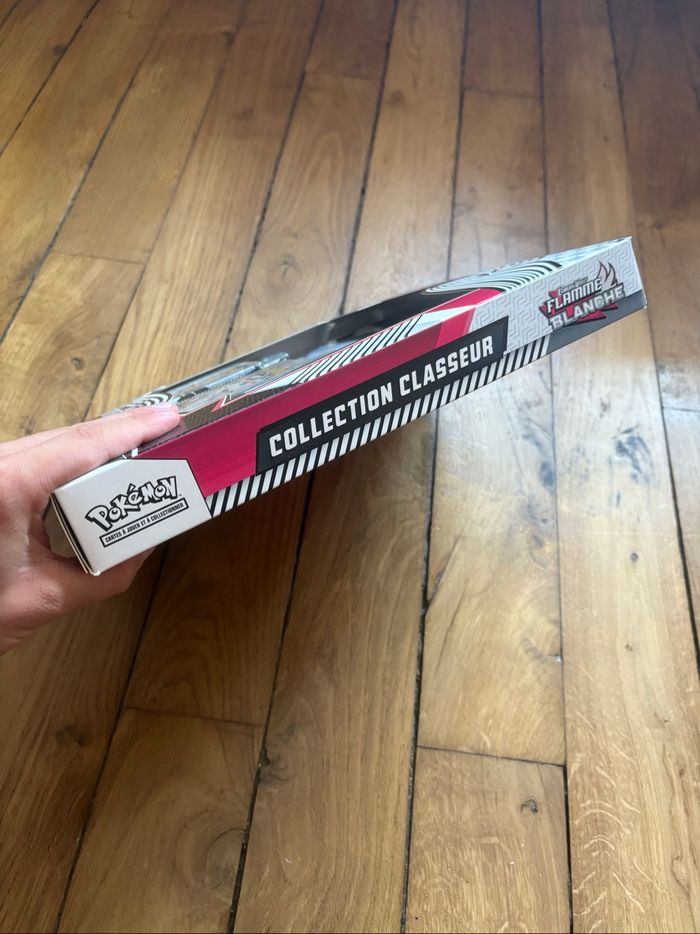 Pokémon
CARTES À JOUER ET À COLLECTIONNER
COLLECTION CLASSEUR
FLAMME
BLANCHE